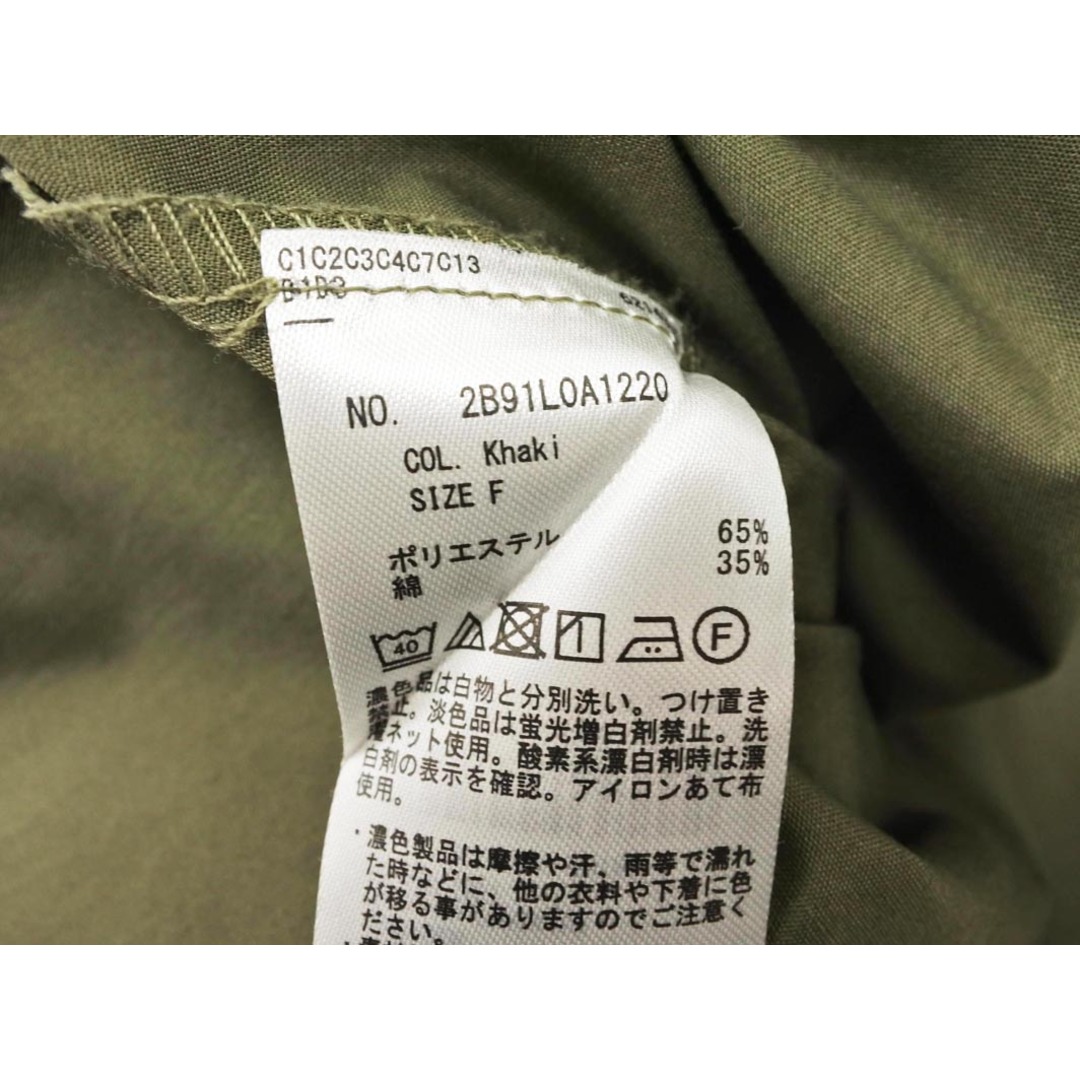 C1C2C3C4C7C13
B1B3
NO. 2B91L0A1220
COL. Khaki
SIZE F
ポリエステル 65%
綿 35%
40 F
濃色品は白物と分別洗い。つけ置き
禁止。淡色品は蛍光増白剤禁止。洗
濯ネット使用。酸素系漂白剤時は漂
白剤の表示を確認。アイロンあて布
使用。
・濃色製品は摩擦や汗、雨等で濡れ
た時などに、他の衣料や下着に色
が移る事がありますのでご注意く
ださい。